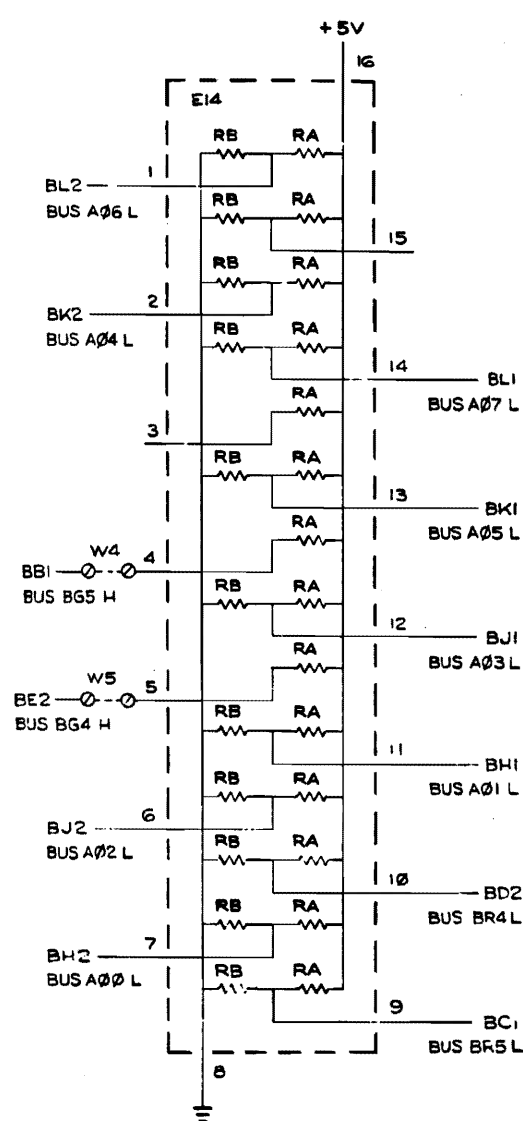 +5V
16
E14
RB RA
1
BL2
BUS AØ6 L
RB RA
15
RB RA
2
BK2
BUS AØ4 L
RB RA
14
BL1
BUS AØ7 L
RA
3
RB RA
13
BK1
BUS AØ5 L
RA
W4 4
BB1
BUS BG5 H
RB RA
12
BJ1
BUS AØ3 L
RA
W5 5
BE2
BUS BG4 H
RB RA
11
BH1
BUS AØ1 L
RB RA
6
BJ2
BUS AØ2 L
RB RA
1Ø
BD2
BUS BR4 L
RB RA
7
BH2
BUS AØØ L
RB RA
9
BC1
BUS BR5 L
8